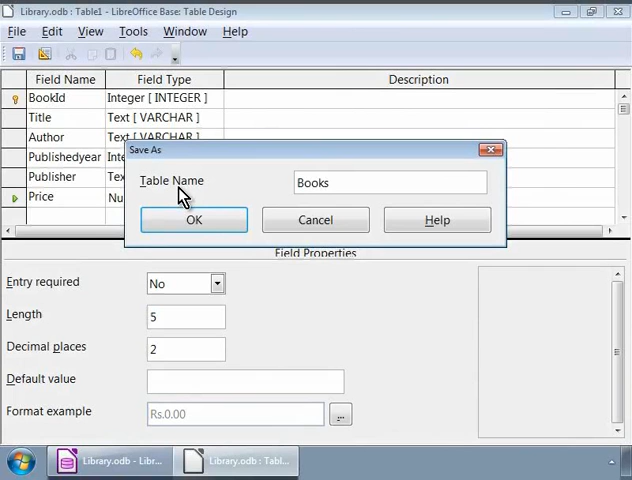 Library.odb : Table1 - LibreOffice Base: Table Design
File Edit View Tools Window Help
Field Name Field Type Description
BookId Integer [ INTEGER ]
Title Text [ VARCHAR ]
Author Text [ VARCHAR ]
Save As
Publishedyear Inte
Table Name Books
Publisher Tex
Price Nu
OK Cancel Help
Field Properties
Entry required No
Length 5
Decimal places 2
Default value
Format example Rs.0.00
...
Library.odb - Libr... Library.odb : Tabl...